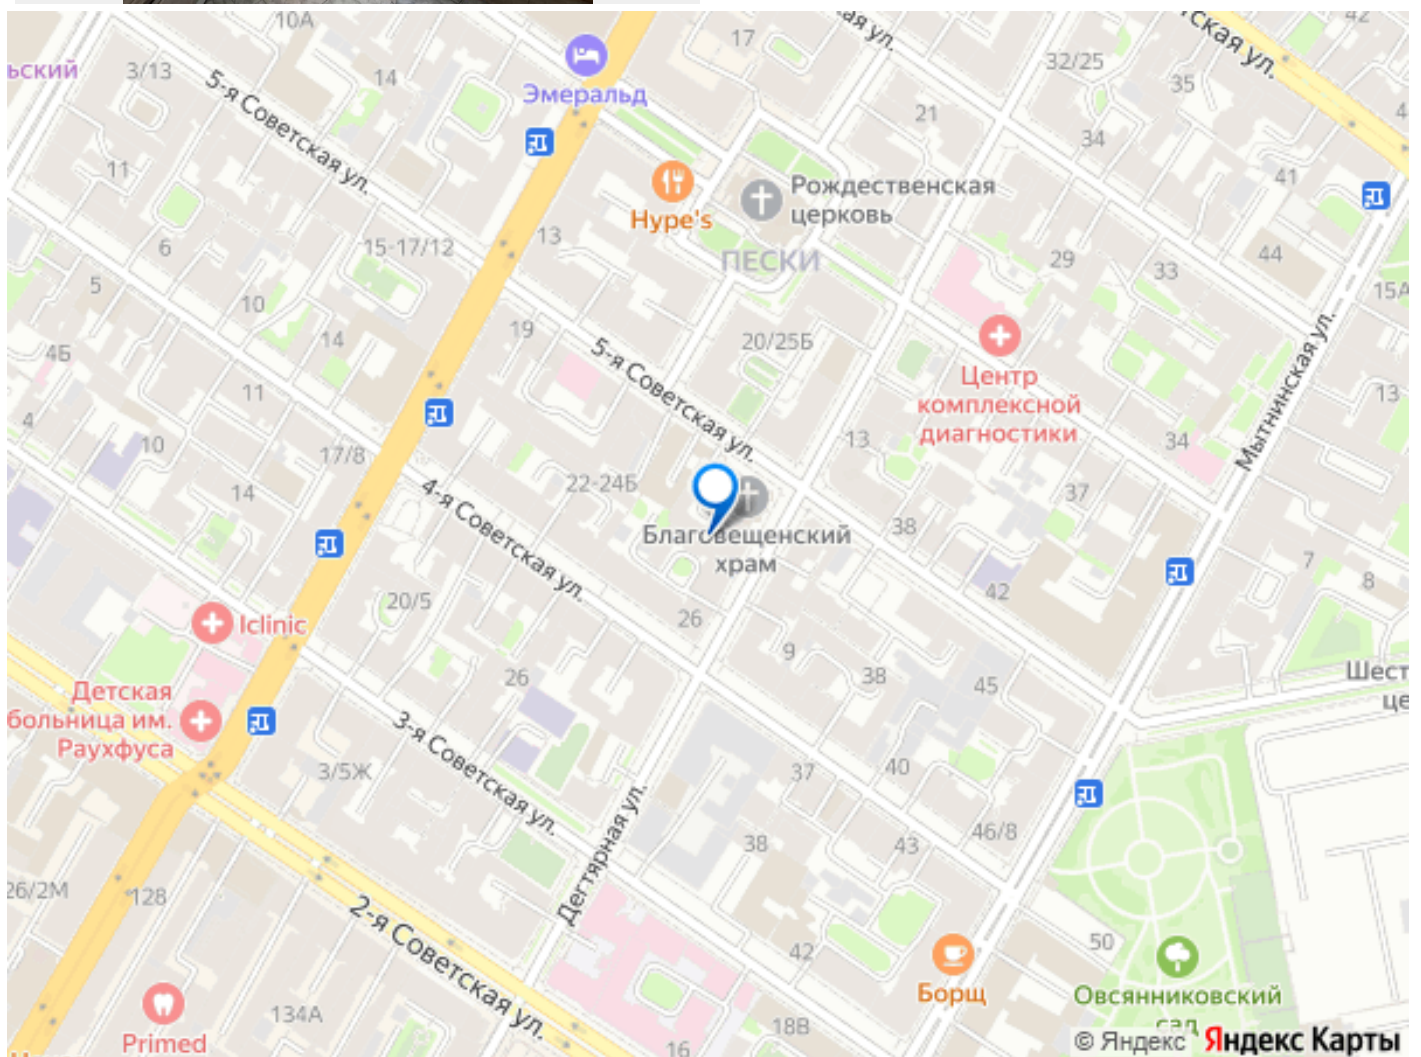 10А
ая ул.
17
тская ул.
42
32/25
ьский
3/13
14
Эмеральд
5-я Советская ул.
21
35
34
4
11
Hype's
Рождественская
церковь
41
6
15-17/12
13
ПЕСКИ
29
33
44
15А
5
10
14
19
20/25Б
4Б
5-я Советская ул.
Центр
комплексной
диагностики
Мытнинская ул.
13
4
11
10
17/8
13
34
14
4-я Советская ул.
22-24Б
37
Благовещенский
храм
38
7
8
42
20/5
26
Iclinic
9
38
45
26
Шест
це
Детская
больница им.
Раухфуса
3-я Советская ул.
3/5Ж
37
40
Дегтярная ул.
46/8
38
43
26/2М
128
2-я Советская ул.
42
50
Борщ
Овсянниковский
сад
134А
18В
16
Primed
© Яндекс Яндекс Карты